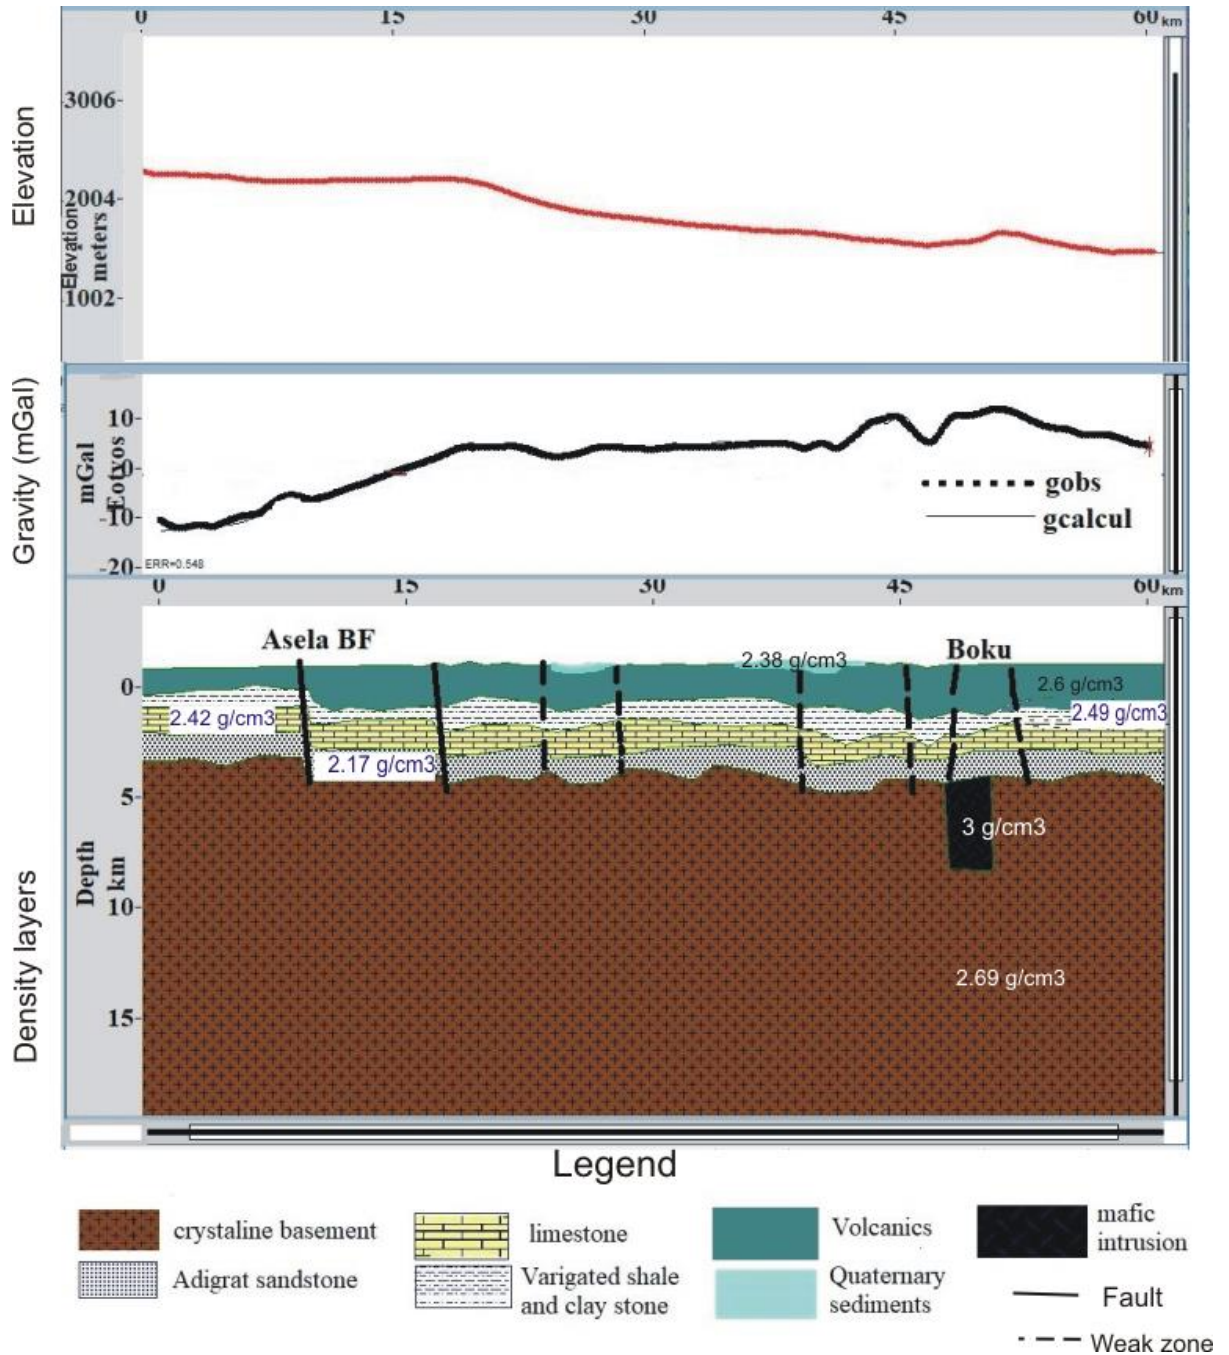 0 15 30 45 60 km
Elevation
Elevation
meters
3006
2004
1002
Gravity (mGal)
mGal
Eotvos
10
0
-10
-20
ERR=0.548
gobs
gcalcul
0 15 30 45 60 km
Asela BF
Boku
2.38 g/cm3
2.6 g/cm3
2.42 g/cm3
2.49 g/cm3
2.17 g/cm3
3 g/cm3
2.69 g/cm3
Density layers
Depth
km
0
5
10
15
Legend
crystaline basement
limestone
Volcanics
mafic
intrusion
Adigrat sandstone
Varigated shale
and clay stone
Quaternary
sediments
Fault
Weak zone